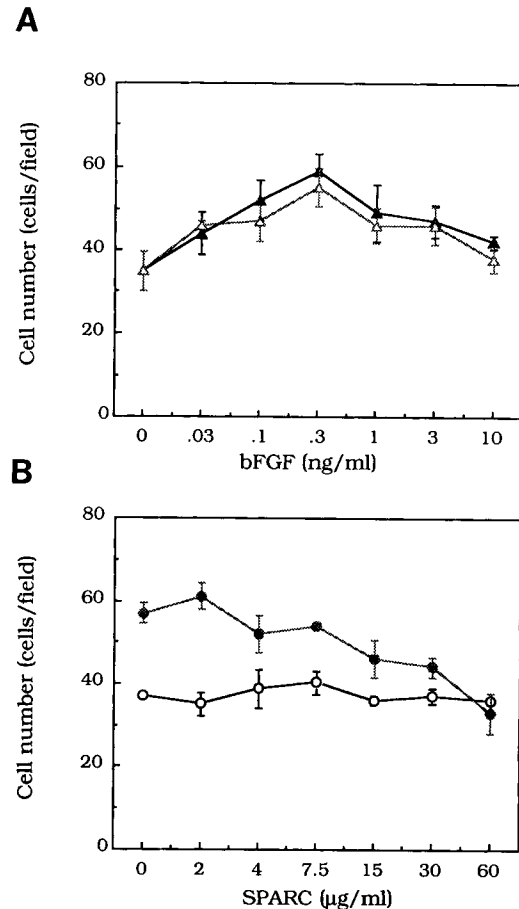 A
Cell number (cells/field)
80
60
40
20
0
0 .03 .1 .3 1 3 10
bFGF (ng/ml)
B
Cell number (cells/field)
80
60
40
20
0
0 2 4 7.5 15 30 60
SPARC (μg/ml)